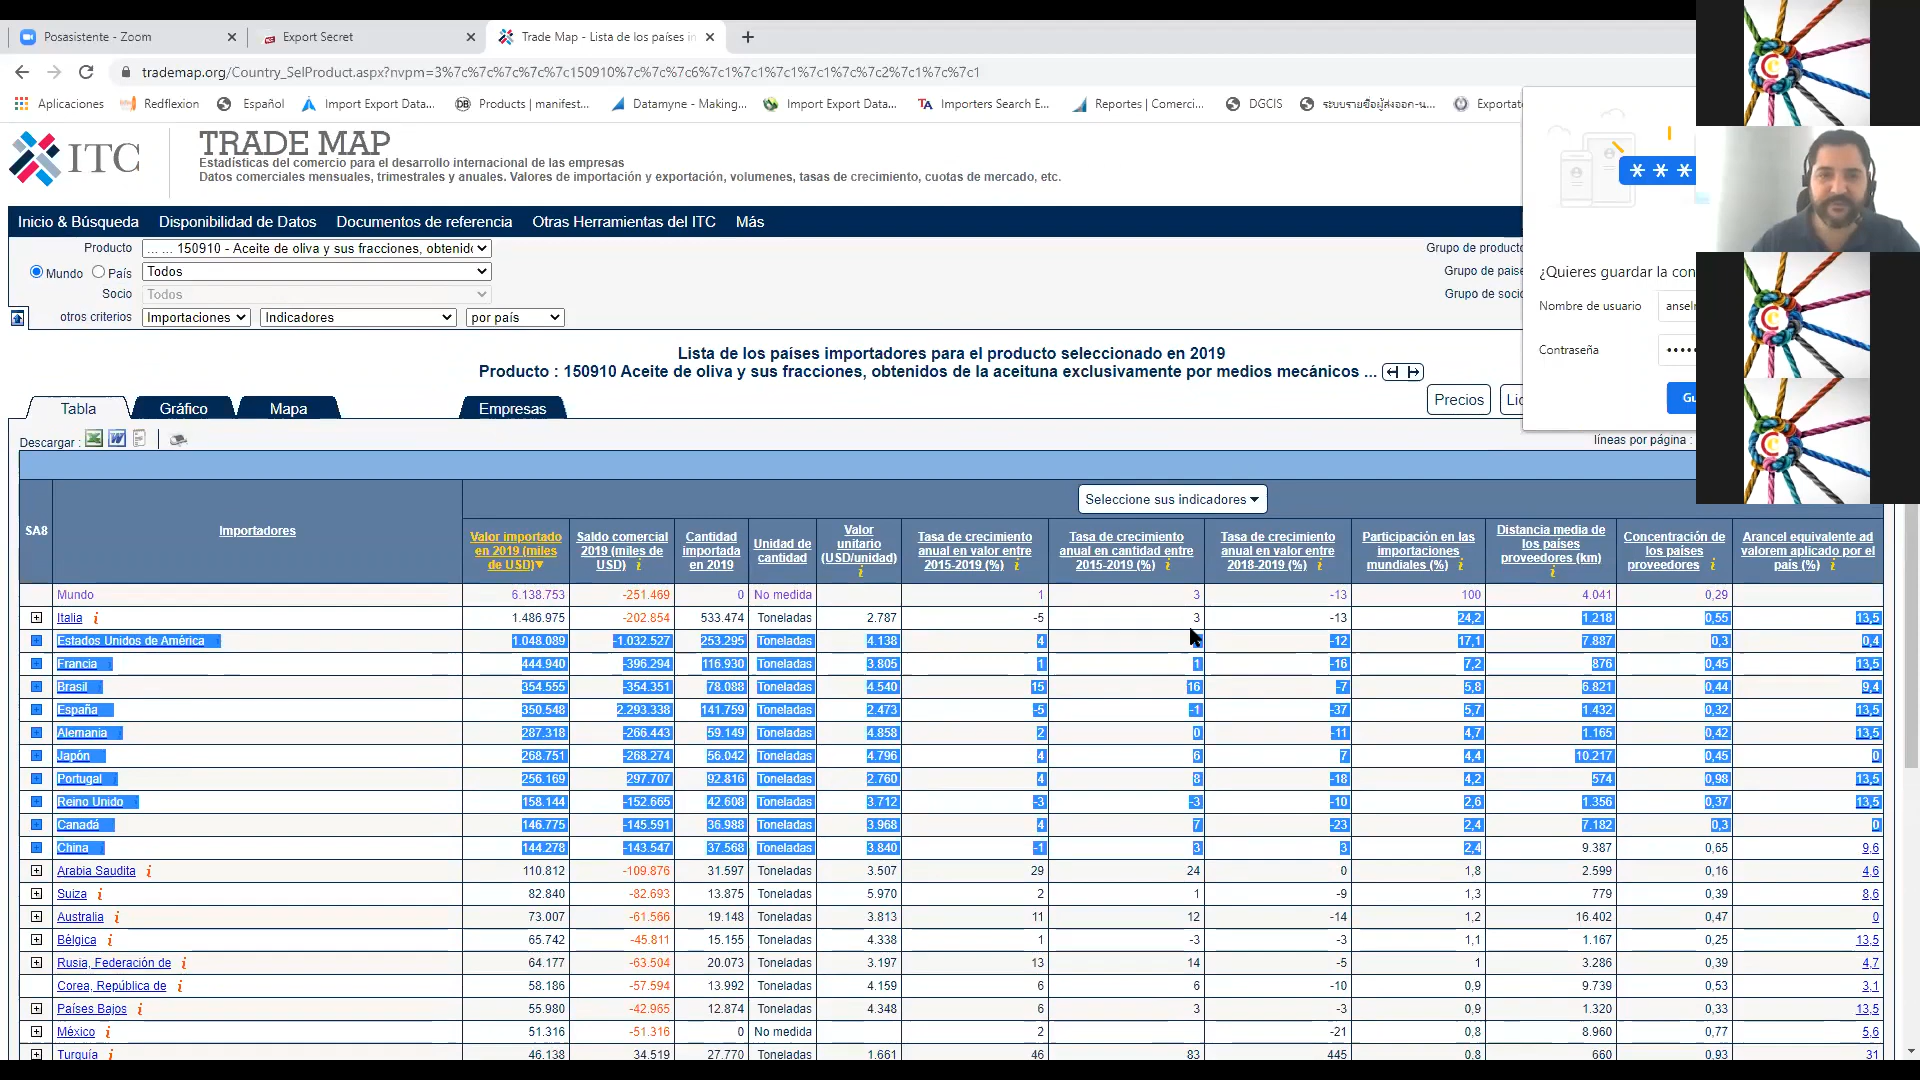 Posasistente - Zoom
Export Secret
Trade Map - Lista de los países in
trademap.org/Country_SelProduct.aspx?nvpm=3%7c%7c%7c%7c%7c150910%7c%7c%7c6%7c1%7c1%7c1%7c1%7c%7c2%7c1%7c%7c1
Aplicaciones Redflexion Español Import Export Data... Products | manifest... Datamyne - Making... Import Export Data... Importers Search E... Reportes | Comerci... DGCIS ระบบรายชื่อผู้ส่งออก-น... Exportat
DB
TA
ITC
TRADE MAP
Estadísticas del comercio para el desarrollo internacional de las empresas
Datos comerciales mensuales, trimestrales y anuales. Valores de importación y exportación, volumenes, tasas de crecimiento, cuotas de mercado, etc.
Inicio & Búsqueda Disponibilidad de Datos Documentos de referencia Otras Herramientas del ITC Más
Producto ... ... 150910 - Aceite de oliva y sus fracciones, obtenido
Mundo País Todos
Socio Todos
otros criterios Importaciones Indicadores por país
Grupo de producto
Grupo de paíse
Grupo de socio
¿Quieres guardar la con
Nombre de usuario anseln
Contraseña
Gu
Lista de los países importadores para el producto seleccionado en 2019
Producto : 150910 Aceite de oliva y sus fracciones, obtenidos de la aceituna exclusivamente por medios mecánicos ...
Tabla Gráfico Mapa Empresas
Precios Lic
Descargar :
líneas por página :
Seleccione sus indicadores
SA8
Importadores
Valor importado en 2019 (miles de USD)
Saldo comercial 2019 (miles de USD) i
Cantidad importada en 2019
Unidad de cantidad
Valor unitario (USD/unidad) i
Tasa de crecimiento anual en valor entre 2015-2019 (%) i
Tasa de crecimiento anual en cantidad entre 2015-2019 (%) i
Tasa de crecimiento anual en valor entre 2018-2019 (%) i
Participación en las importaciones mundiales (%) i
Distancia media de los países proveedores (km) i
Concentración de los países proveedores i
Arancel equivalente ad valorem aplicado por el país (%) i
Mundo 6.138.753 -251.469 0 No medida 1 3 -13 100 4.041 0,29
Italia i 1.486.975 -202.854 533.474 Toneladas 2.787 -5 3 -13 24,2 1.218 0,55 13,5
Estados Unidos de América 1.048.089 -1.032.527 253.295 Toneladas 4.138 4 -12 17,1 7.887 0,3 0,4
Francia 444.940 -396.294 116.930 Toneladas 3.805 1 1 -16 7,2 876 0,45 13,5
Brasil 354.555 -354.351 78.088 Toneladas 4.540 15 16 -7 5,8 6.821 0,44 9,4
España 350.548 2.293.338 141.759 Toneladas 2.473 -5 -1 -37 5,7 1.432 0,32 13,5
Alemania 287.318 -266.443 59.149 Toneladas 4.858 2 0 -11 4,7 1.165 0,42 13,5
Japón 268.751 -268.274 56.042 Toneladas 4.796 4 6 7 4,4 10.217 0,45 0
Portugal 256.169 297.707 92.816 Toneladas 2.760 4 8 -18 4,2 574 0,98 13,5
Reino Unido 158.144 -152.665 42.608 Toneladas 3.712 -3 -3 -10 2,6 1.356 0,37 13,5
Canadá 146.775 -145.591 36.988 Toneladas 3.968 4 7 -23 2,4 7.182 0,3 0
China 144.278 -143.547 37.568 Toneladas 3.840 -1 3 3 2,4 9.387 0,65 9,6
Arabia Saudita i 110.812 -109.876 31.597 Toneladas 3.507 29 24 0 1,8 2.599 0,16 4,6
Suiza i 82.840 -82.693 13.875 Toneladas 5.970 2 1 -9 1,3 779 0,39 8,6
Australia i 73.007 -61.566 19.148 Toneladas 3.813 11 12 -14 1,2 16.402 0,47 0
Bélgica i 65.742 -45.811 15.155 Toneladas 4.338 1 -3 -3 1,1 1.167 0,25 13,5
Rusia, Federación de i 64.177 -63.504 20.073 Toneladas 3.197 13 14 -5 1 3.286 0,39 4,7
Corea, República de i 58.186 -57.594 13.992 Toneladas 4.159 6 6 -10 0,9 9.739 0,53 3,1
Países Bajos i 55.980 -42.965 12.874 Toneladas 4.348 6 3 -3 0,9 1.320 0,33 13,5
México i 51.316 -51.316 0 No medida 2 -21 0,8 8.960 0,77 5,6
Turquía i 46.138 34.519 27.770 Toneladas 1.661 46 83 445 0,8 660 0,93 31